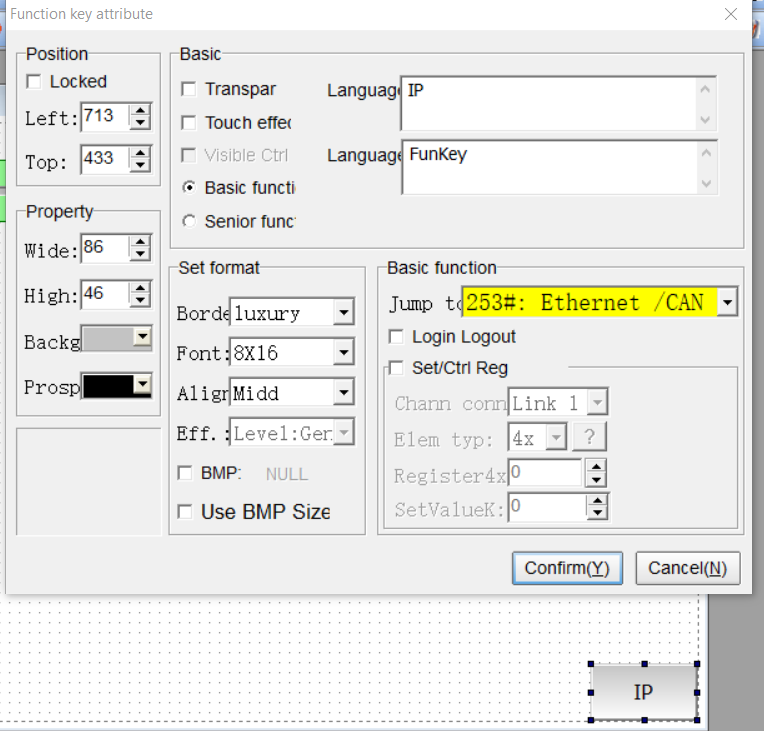 Function key attribute
Position
Locked
Left: 713
Top: 433
Property
Wide: 86
High: 46
Backg
Prosp
Basic
Transpar
Touch effec
Visible Ctrl
Basic functi
Senior func
Language IP
Language FunKey
Set format
Borde luxury
Font: 8X16
Align Midd
Eff.: Level:Gen
BMP: NULL
Use BMP Size
Basic function
Jump to 253#: Ethernet /CAN
Login Logout
Set/Ctrl Reg
Chann conn Link 1
Elem typ: 4x ?
Register4x 0
SetValueK: 0
Confirm(Y) Cancel(N)
IP